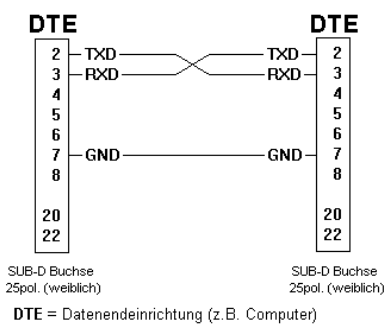 DTE DTE
2 TXD TXD 2
3 RXD RXD 3
4 4
5 5
6 6
7 GND GND 7
8 8
20 20
22 22
SUB-D Buchse SUB-D Buchse
25pol. (weiblich) 25pol. (weiblich)
DTE = Datenendeinrichtung (z.B. Computer)